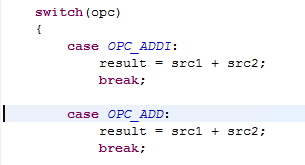 switch(opc)
{
case OPC_ADDI:
result = src1 + src2;
break;
case OPC_ADD:
result = src1 + src2;
break;